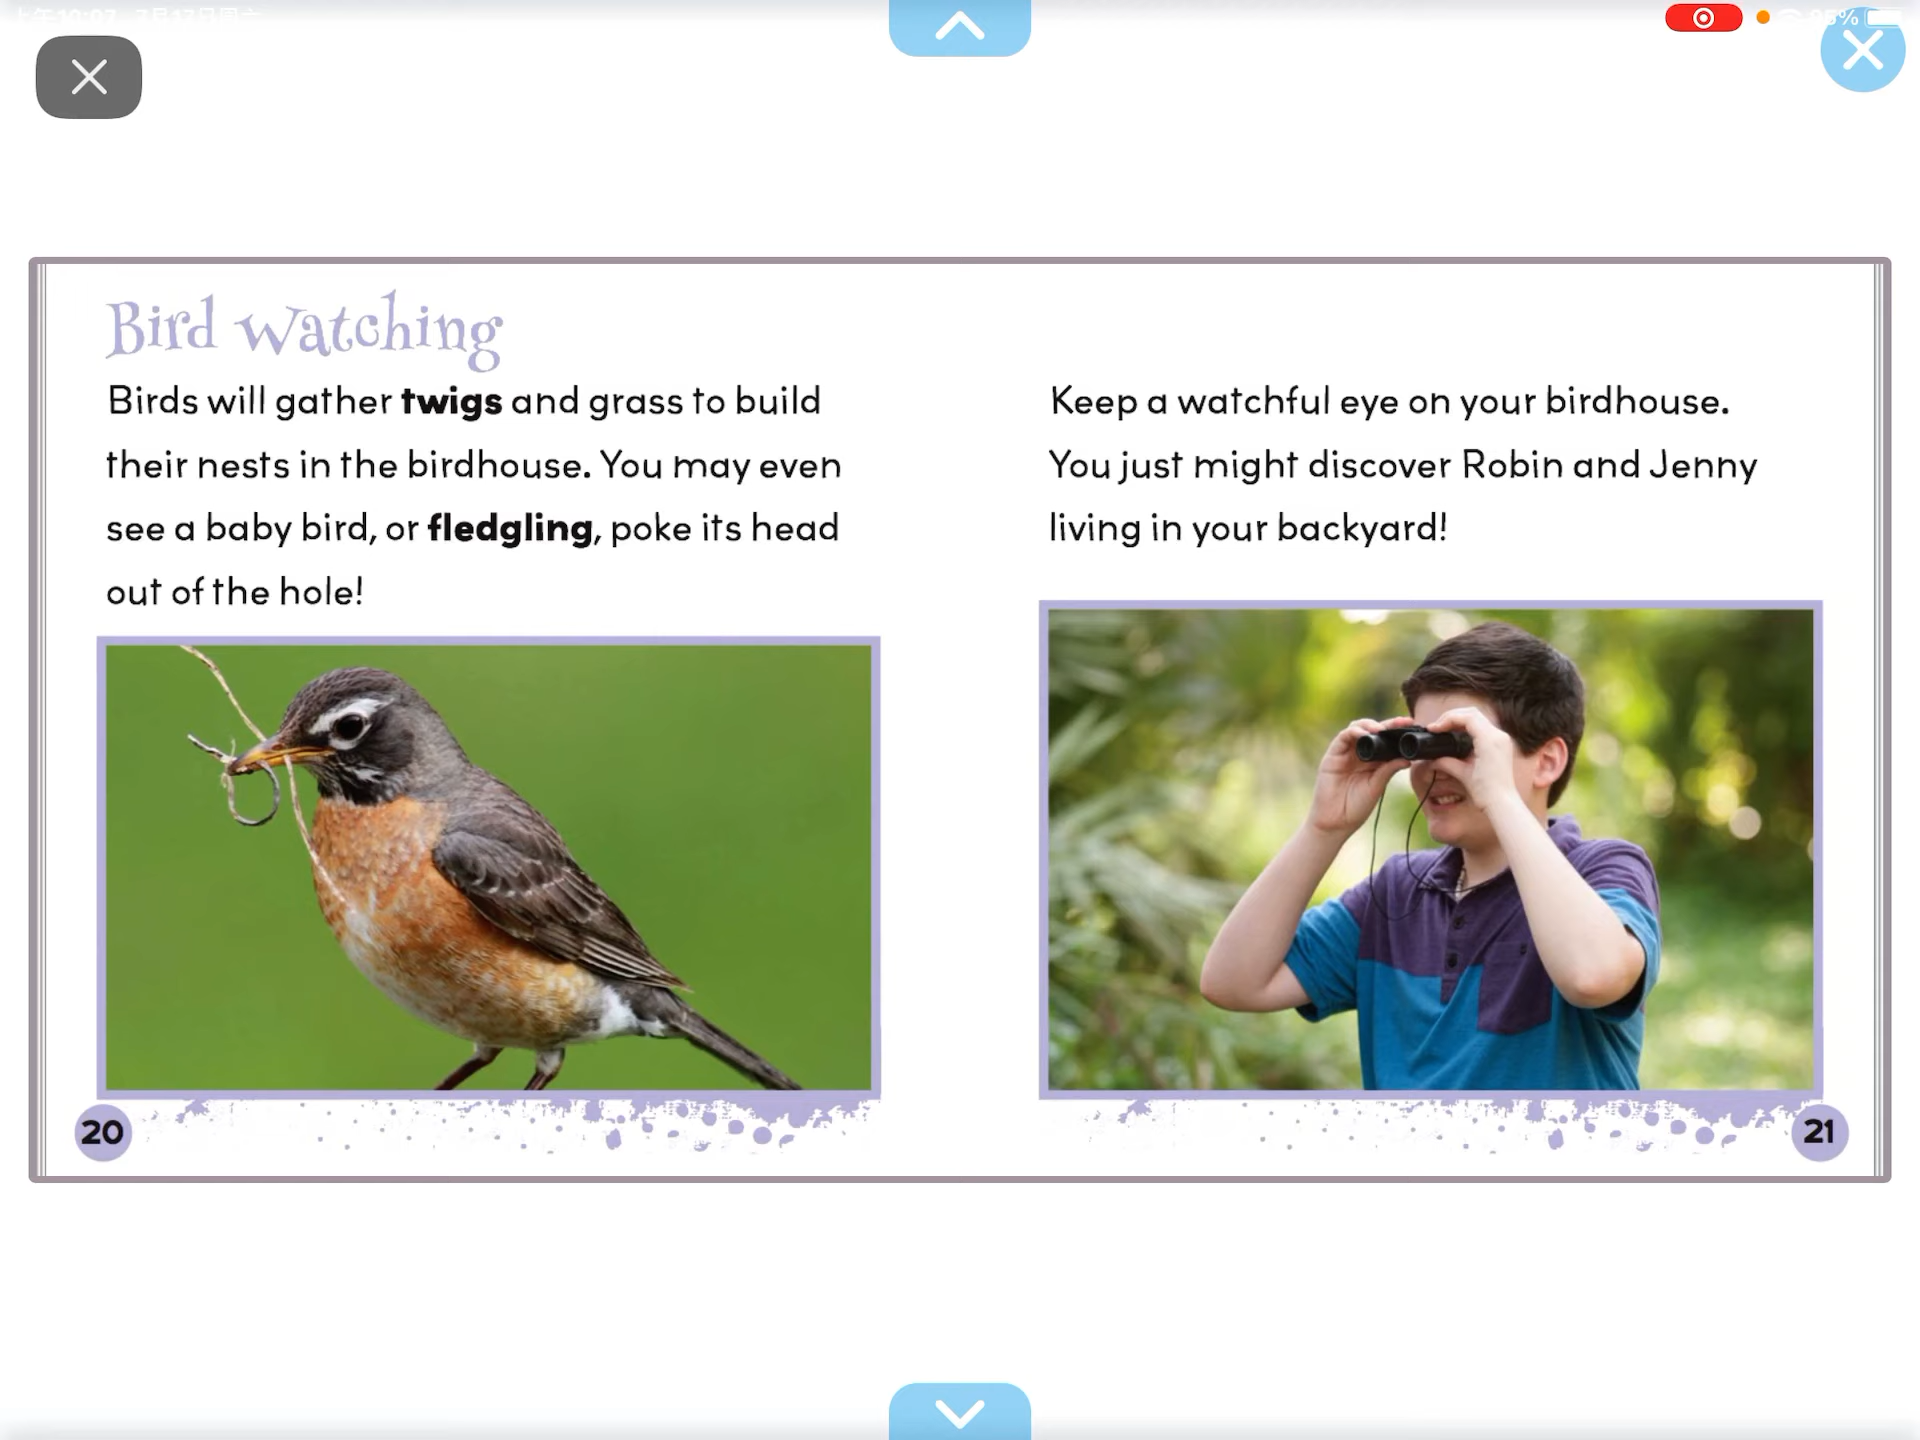 Bird Watching
Birds will gather twigs and grass to build
their nests in the birdhouse. You may even
see a baby bird, or fledgling, poke its head
out of the hole!
Keep a watchful eye on your birdhouse.
You just might discover Robin and Jenny
living in your backyard!
20
21